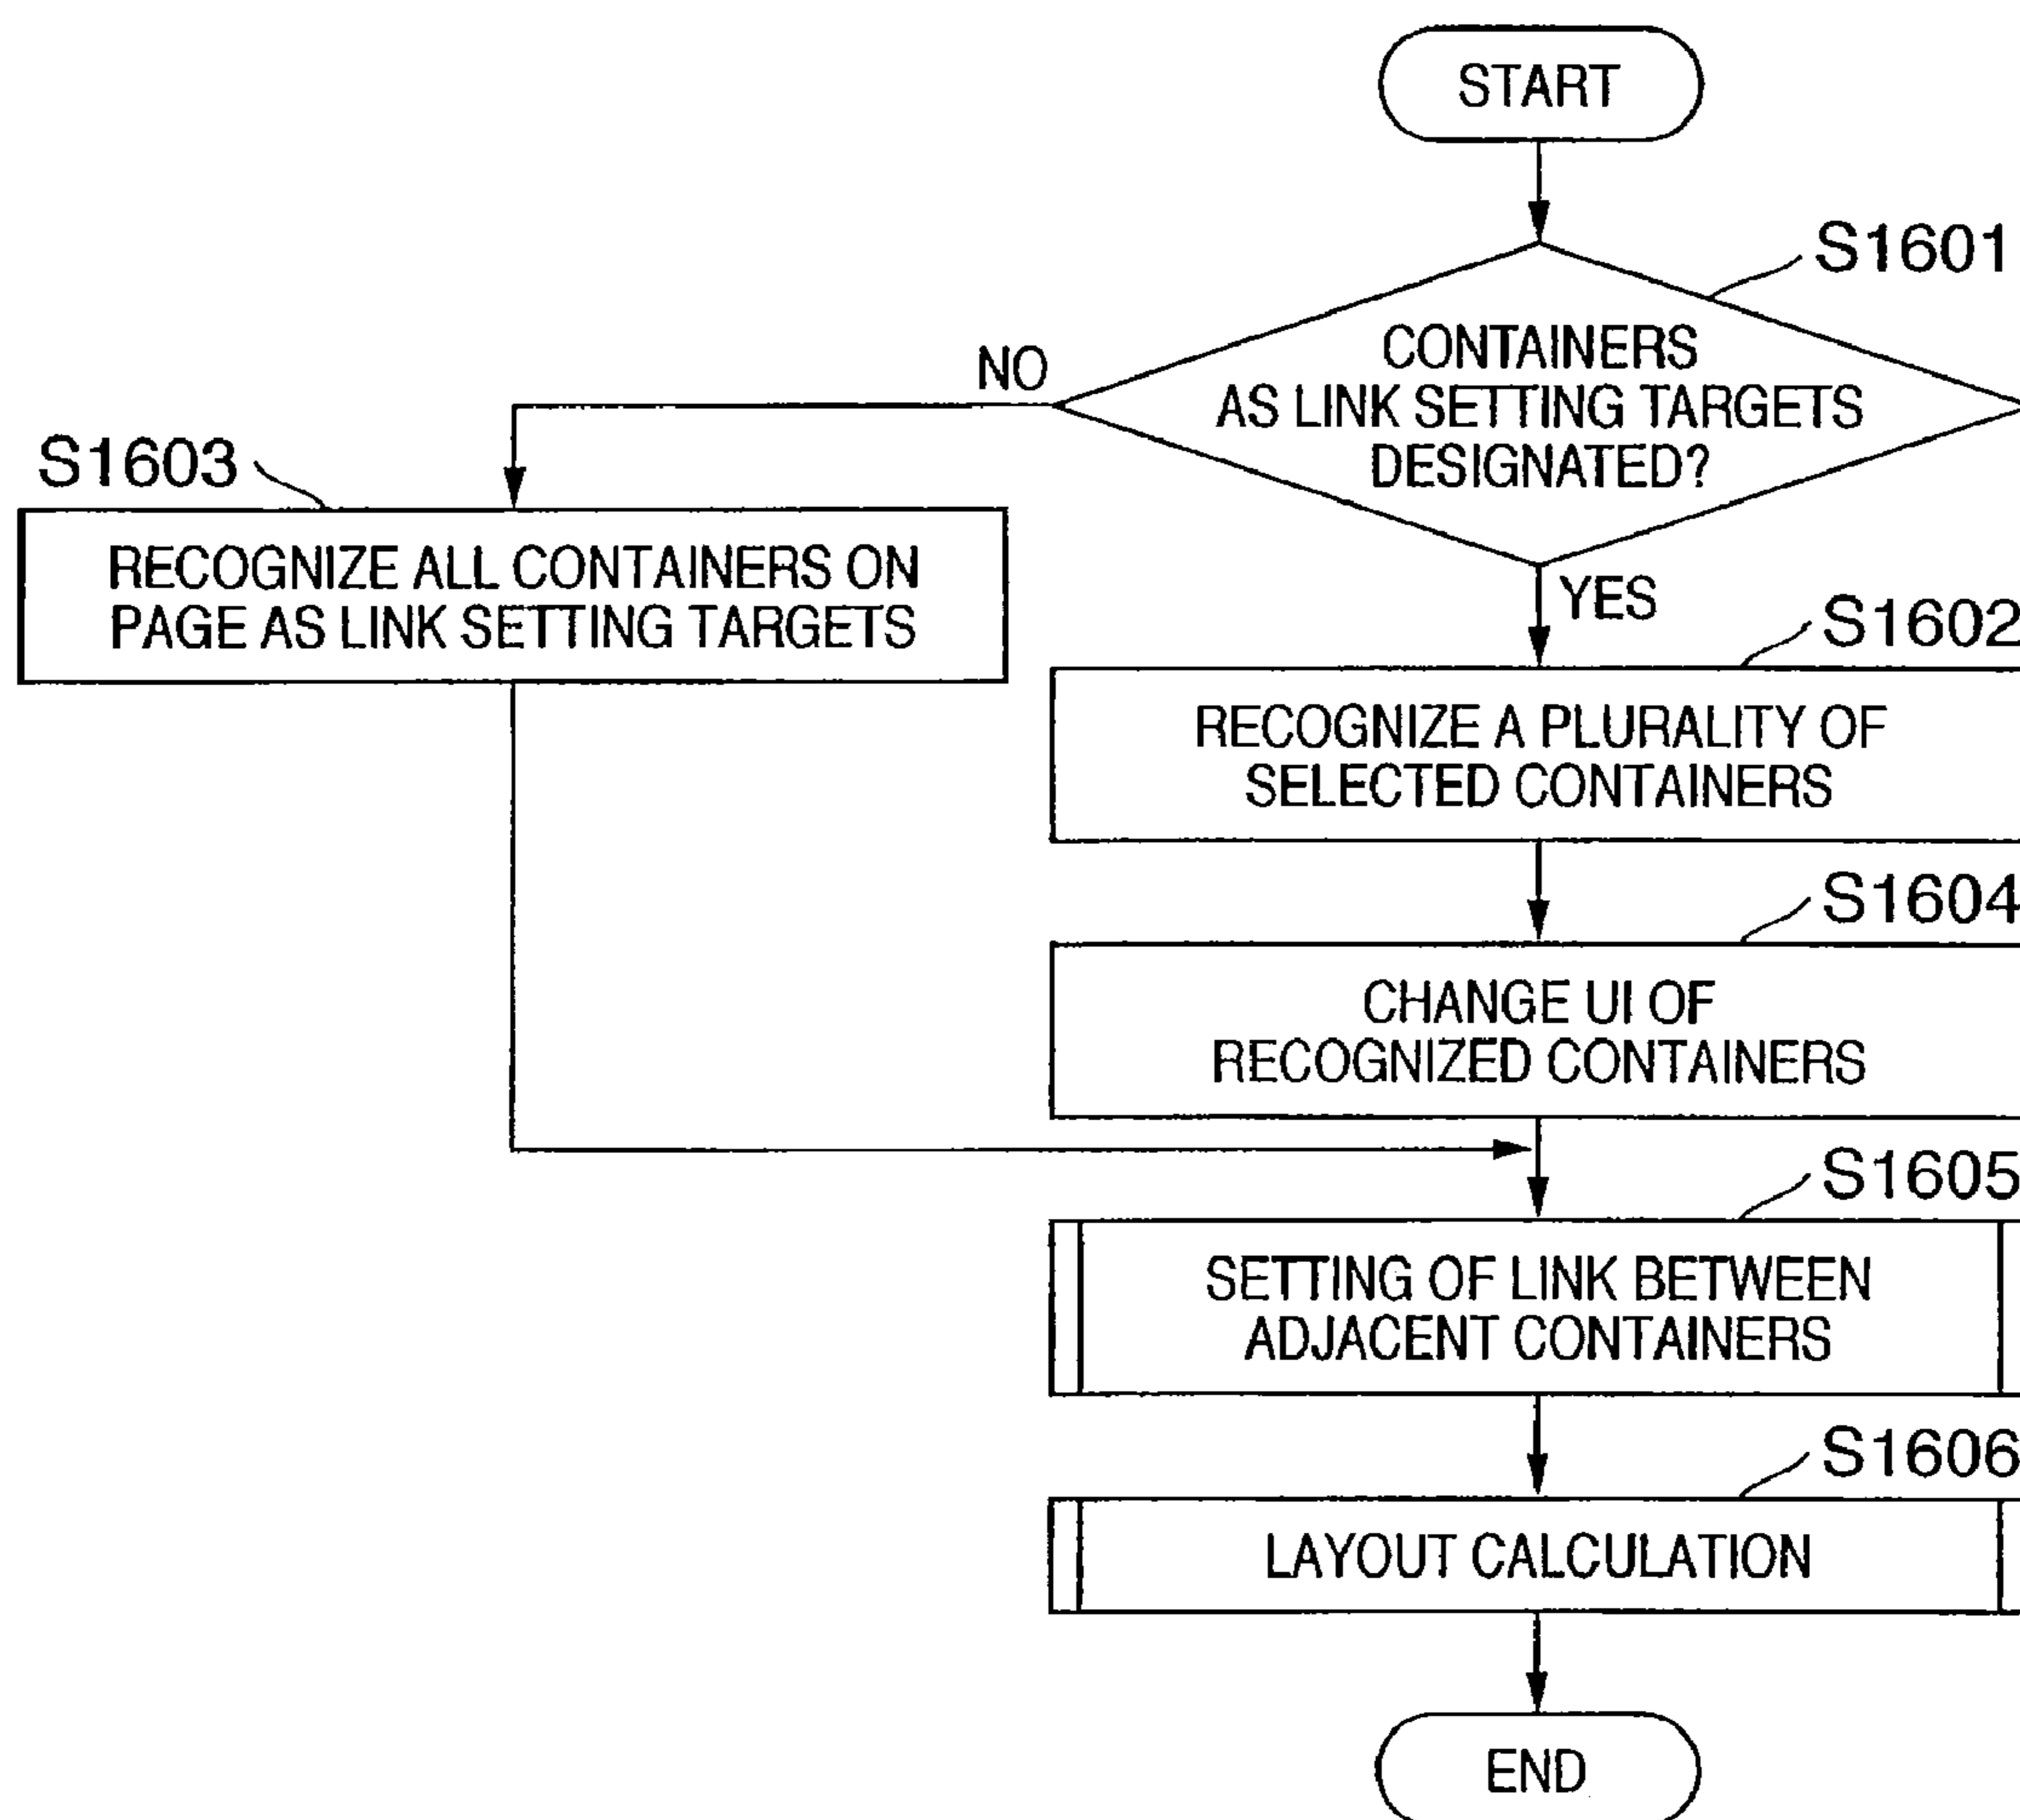 START
S1601
CONTAINERS
AS LINK SETTING TARGETS
DESIGNATED?
NO
YES
S1603
RECOGNIZE ALL CONTAINERS ON
PAGE AS LINK SETTING TARGETS
S1602
RECOGNIZE A PLURALITY OF
SELECTED CONTAINERS
S1604
CHANGE UI OF
RECOGNIZED CONTAINERS
S1605
SETTING OF LINK BETWEEN
ADJACENT CONTAINERS
S1606
LAYOUT CALCULATION
END